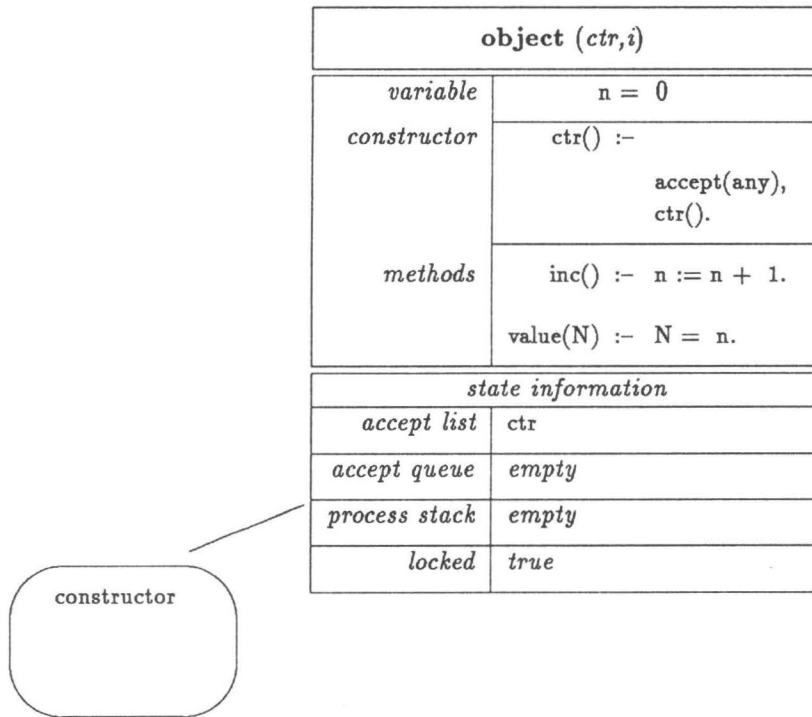 object (ctr,i)
variable n = 0
constructor ctr() :-
accept(any),
ctr().
methods inc() :- n := n + 1.
value(N) :- N = n.
state information
accept list ctr
accept queue empty
process stack empty
locked true
constructor